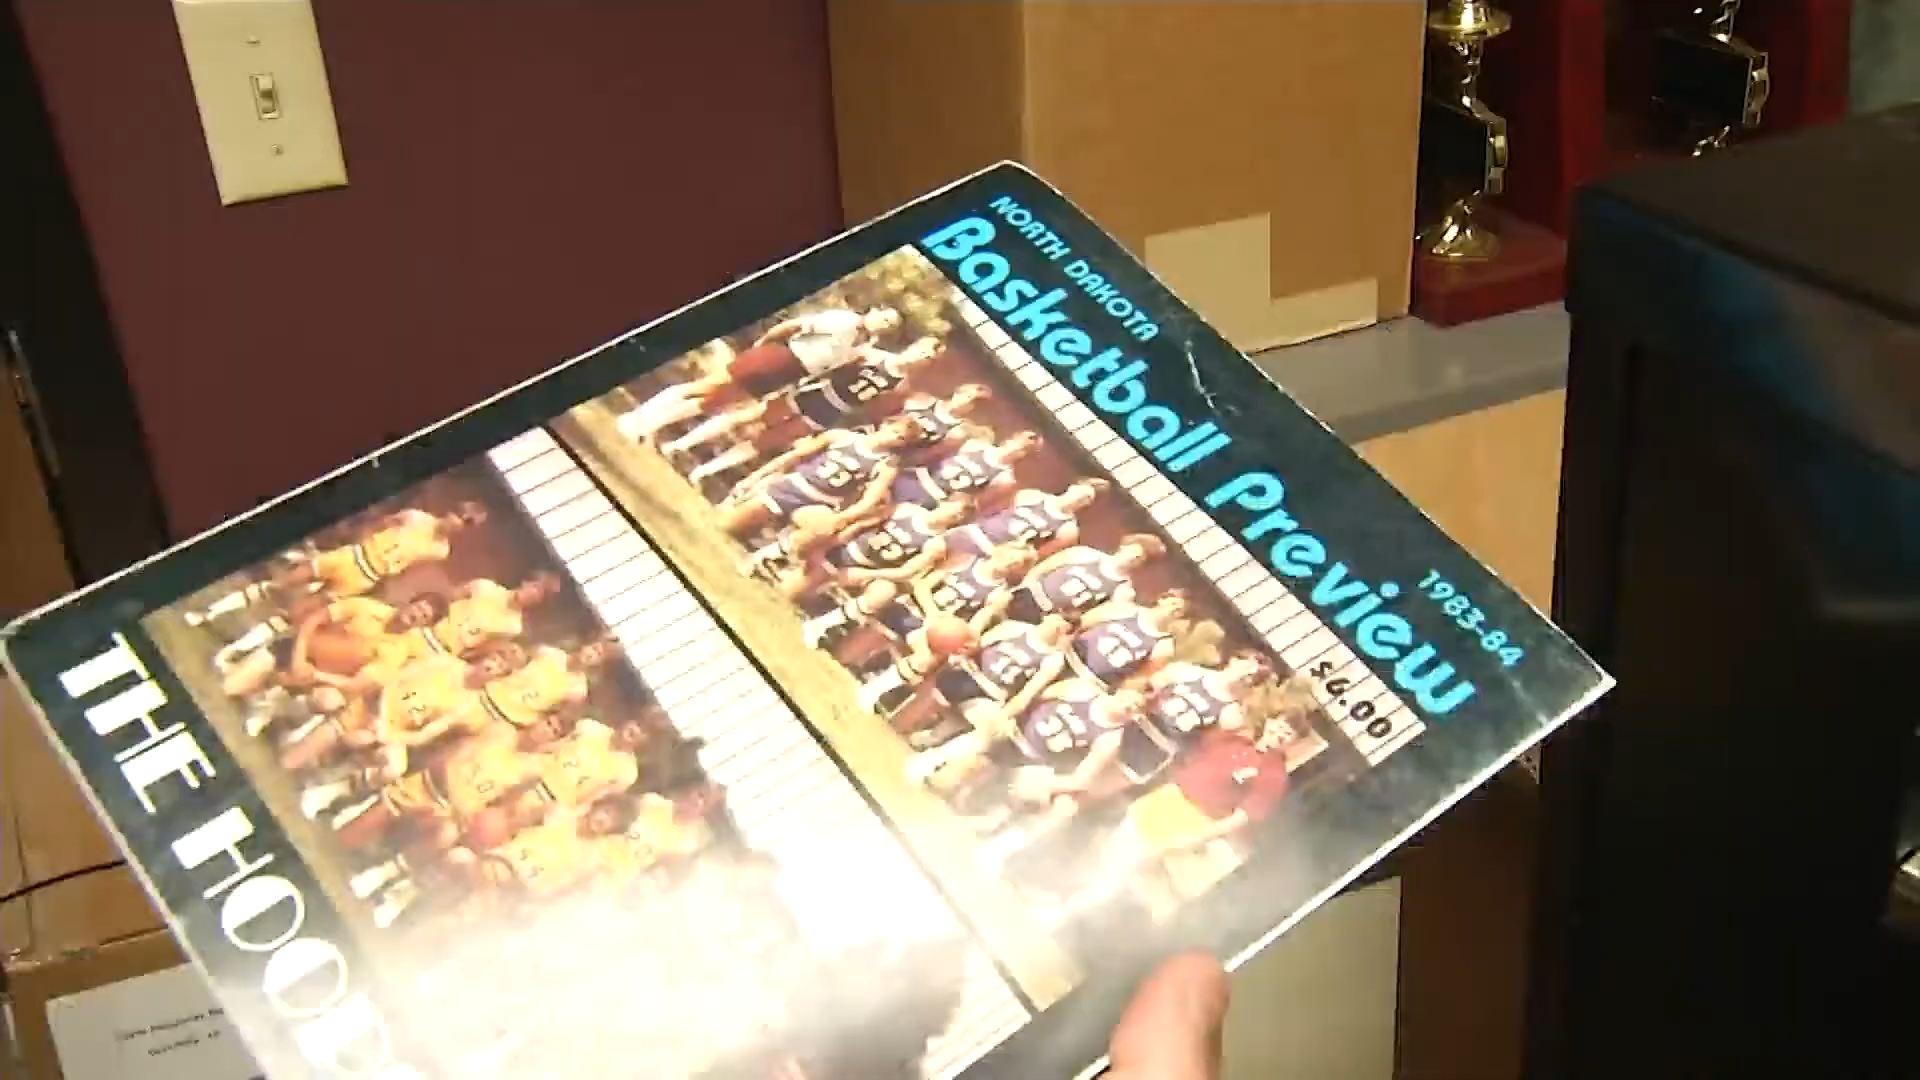 NORTH DAKOTA
Basketball Preview
1983-84
$6.00
THE HOO